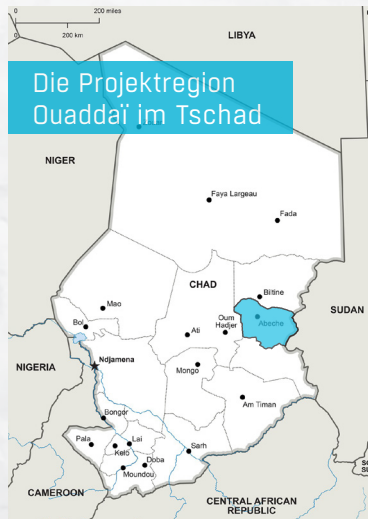 200 miles
200 km
LIBYA
Die Projektregion
Ouaddaï im Tschad
NIGER
Faya Largeau
Fada
CHAD
Biltine
Mao
SUDAN
Bol
Oum
Hadjer
Abeche
Ati
NIGERIA
Ndjamena
Mongo
Am Timan
Bongor
Pala
Lai
Kelo
Sarh
Doba
Moundou
CAMEROON
CENTRAL AFRICAN
REPUBLIC